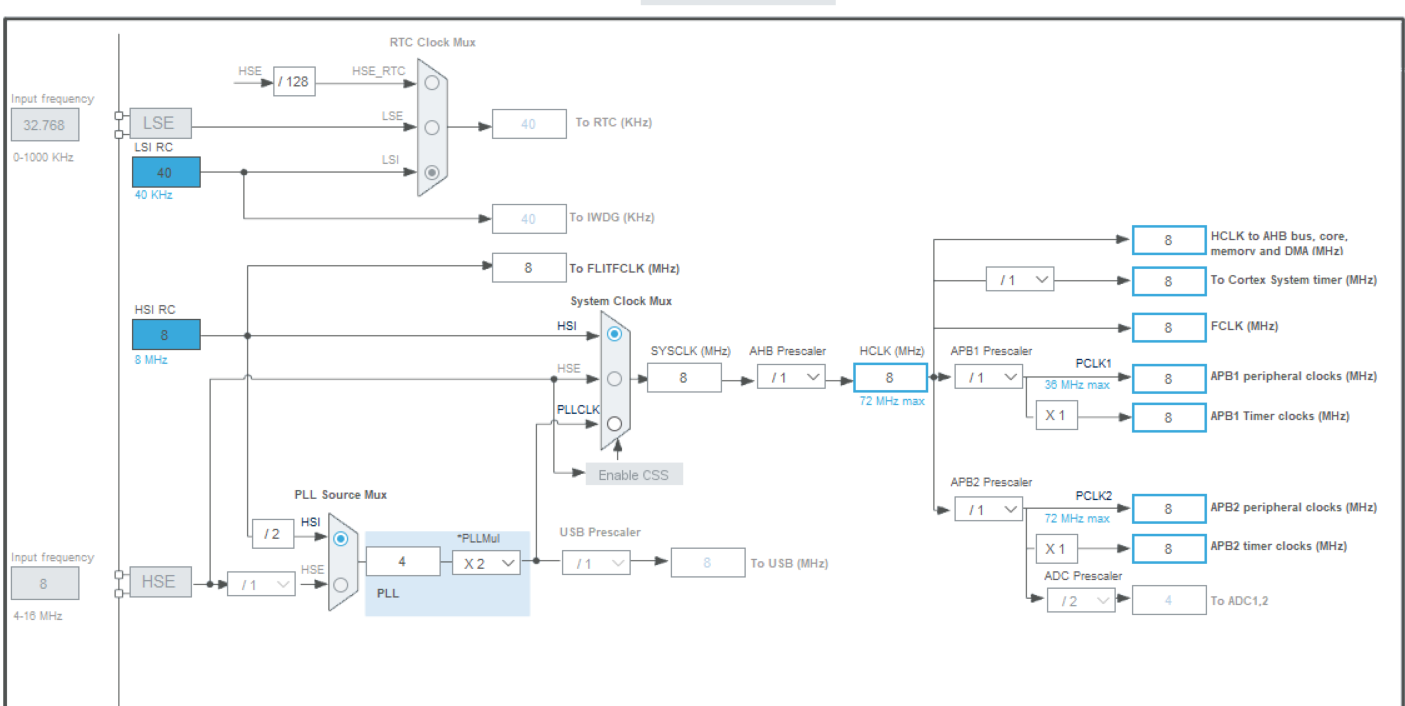 RTC Clock Mux
HSE
/ 128
HSE_RTC
Input frequency
32.768
0-1000 KHz
LSE
LSE
40
To RTC (KHz)
LSI RC
40
40 KHz
LSI
40
To IWDG (KHz)
8
To FLITFCLK (MHz)
HSI RC
8
8 MHz
System Clock Mux
HSI
HSE
PLLCLK
SYSCLK (MHz)
8
AHB Prescaler
/ 1
HCLK (MHz)
8
72 MHz max
Enable CSS
8
HCLK to AHB bus, core,
memory and DMA (MHz)
/ 1
8
To Cortex System timer (MHz)
8
FCLK (MHz)
APB1 Prescaler
/ 1
PCLK1
36 MHz max
8
APB1 peripheral clocks (MHz)
X 1
8
APB1 Timer clocks (MHz)
APB2 Prescaler
/ 1
PCLK2
72 MHz max
8
APB2 peripheral clocks (MHz)
X 1
8
APB2 timer clocks (MHz)
ADC Prescaler
/ 2
4
To ADC1,2
PLL Source Mux
/ 2
HSI
HSE
4
*PLLMul
X 2
PLL
USB Prescaler
/ 1
8
To USB (MHz)
Input frequency
8
4-16 MHz
HSE
/ 1